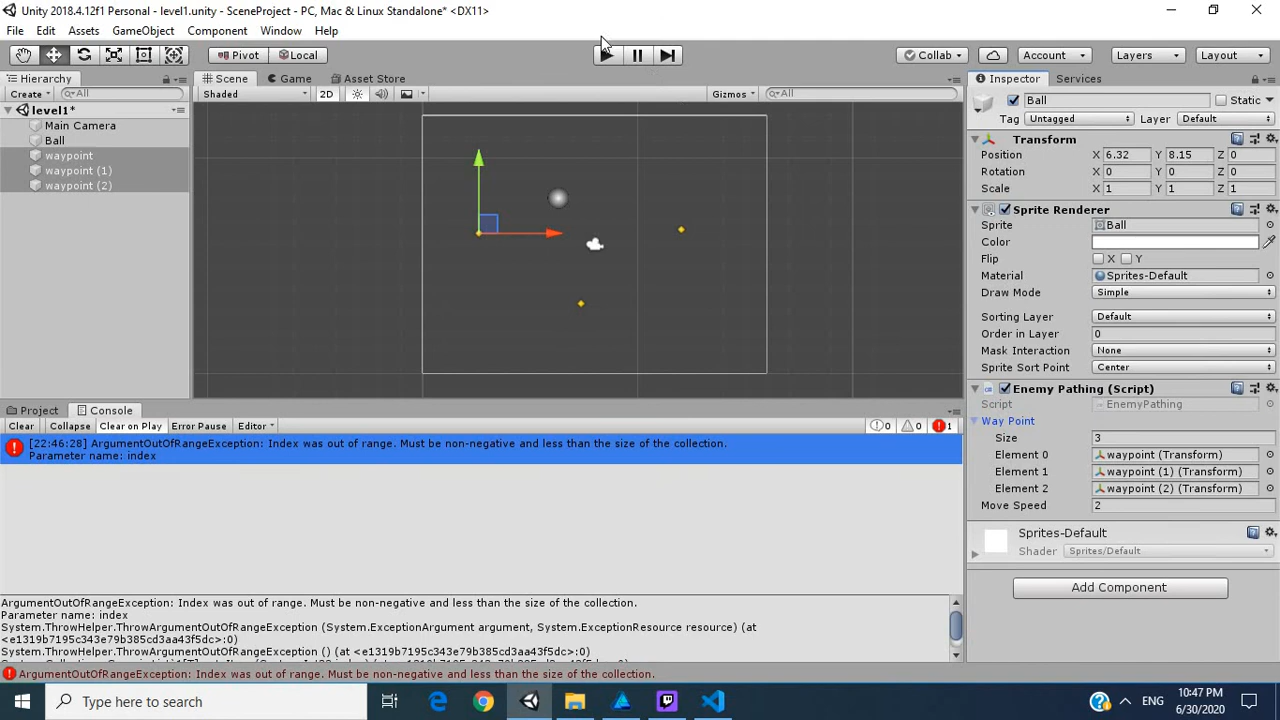 Unity 2018.4.12f1 Personal - level1.unity - SceneProject - PC, Mac & Linux Standalone* <DX11>
File Edit Assets GameObject Component Window Help
Pivot Local Collab Account Layers Layout
Hierarchy Scene Game Asset Store Inspector Services
Create All Shaded 2D Gizmos All
level1*
Main Camera
Ball
waypoint
waypoint (1)
waypoint (2)
Ball Static
Tag Untagged Layer Default
Transform
Position X 6.32 Y 8.15 Z 0
Rotation X 0 Y 0 Z 0
Scale X 1 Y 1 Z 1
Sprite Renderer
Sprite Ball
Color
Flip X Y
Material Sprites-Default
Draw Mode Simple
Sorting Layer Default
Order in Layer 0
Mask Interaction None
Sprite Sort Point Center
Enemy Pathing (Script)
Script EnemyPathing
Way Point
Size 3
Element 0 waypoint (Transform)
Element 1 waypoint (1) (Transform)
Element 2 waypoint (2) (Transform)
Move Speed 2
Sprites-Default
Shader Sprites/Default
Add Component
Project Console
Clear Collapse Clear on Play Error Pause Editor 0 0 1
[22:46:28] ArgumentOutOfRangeException: Index was out of range. Must be non-negative and less than the size of the collection.
Parameter name: index
ArgumentOutOfRangeException: Index was out of range. Must be non-negative and less than the size of the collection.
Parameter name: index
System.ThrowHelper.ThrowArgumentOutOfRangeException (System.ExceptionArgument argument, System.ExceptionResource resource) (at
<e1319b7195c343e79b385cd3aa43f5dc>:0)
System.ThrowHelper.ThrowArgumentOutOfRangeException () (at <e1319b7195c343e79b385cd3aa43f5dc>:0)
ArgumentOutOfRangeException: Index was out of range. Must be non-negative and less than the size of the collection.
Type here to search
ENG
10:47 PM
6/30/2020